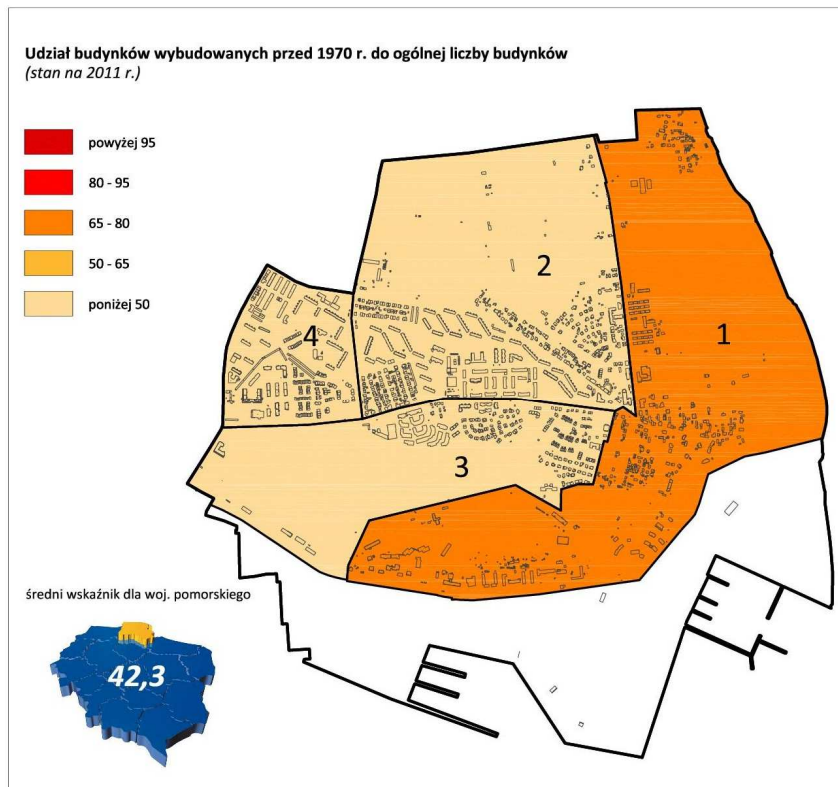 Udział budynków wybudowanych przed 1970 r. do ogólnej liczby budynków
(stan na 2011 r.)
powyżej 95
80 - 95
65 - 80
50 - 65
poniżej 50
2
4
1
3
średni wskaźnik dla woj. pomorskiego
42,3